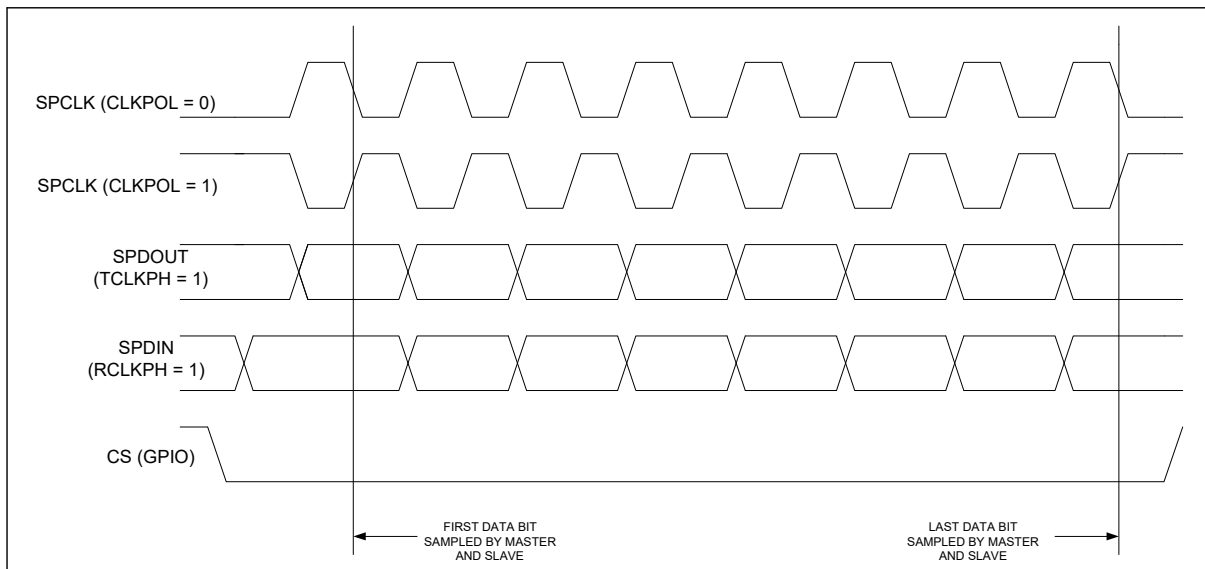 SPCLK (CLKPOL = 0)
SPCLK (CLKPOL = 1)
SPDOUT
(TCLKPH = 1)
SPDIN
(RCLKPH = 1)
CS (GPIO)
FIRST DATA BIT
SAMPLED BY MASTER
AND SLAVE
LAST DATA BIT
SAMPLED BY MASTER
AND SLAVE